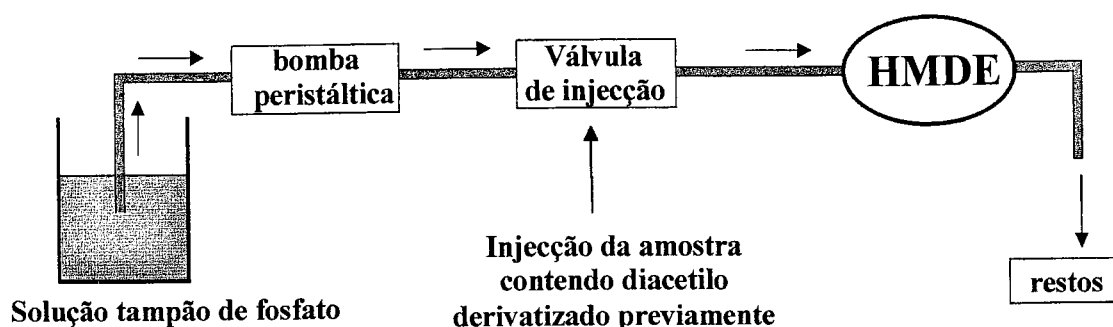 bomba
peristáltica
Válvula
de injecção
HMDE
Injecção da amostra
contendo diacetilo
derivatizado previamente
restos
Solução tampão de fosfato